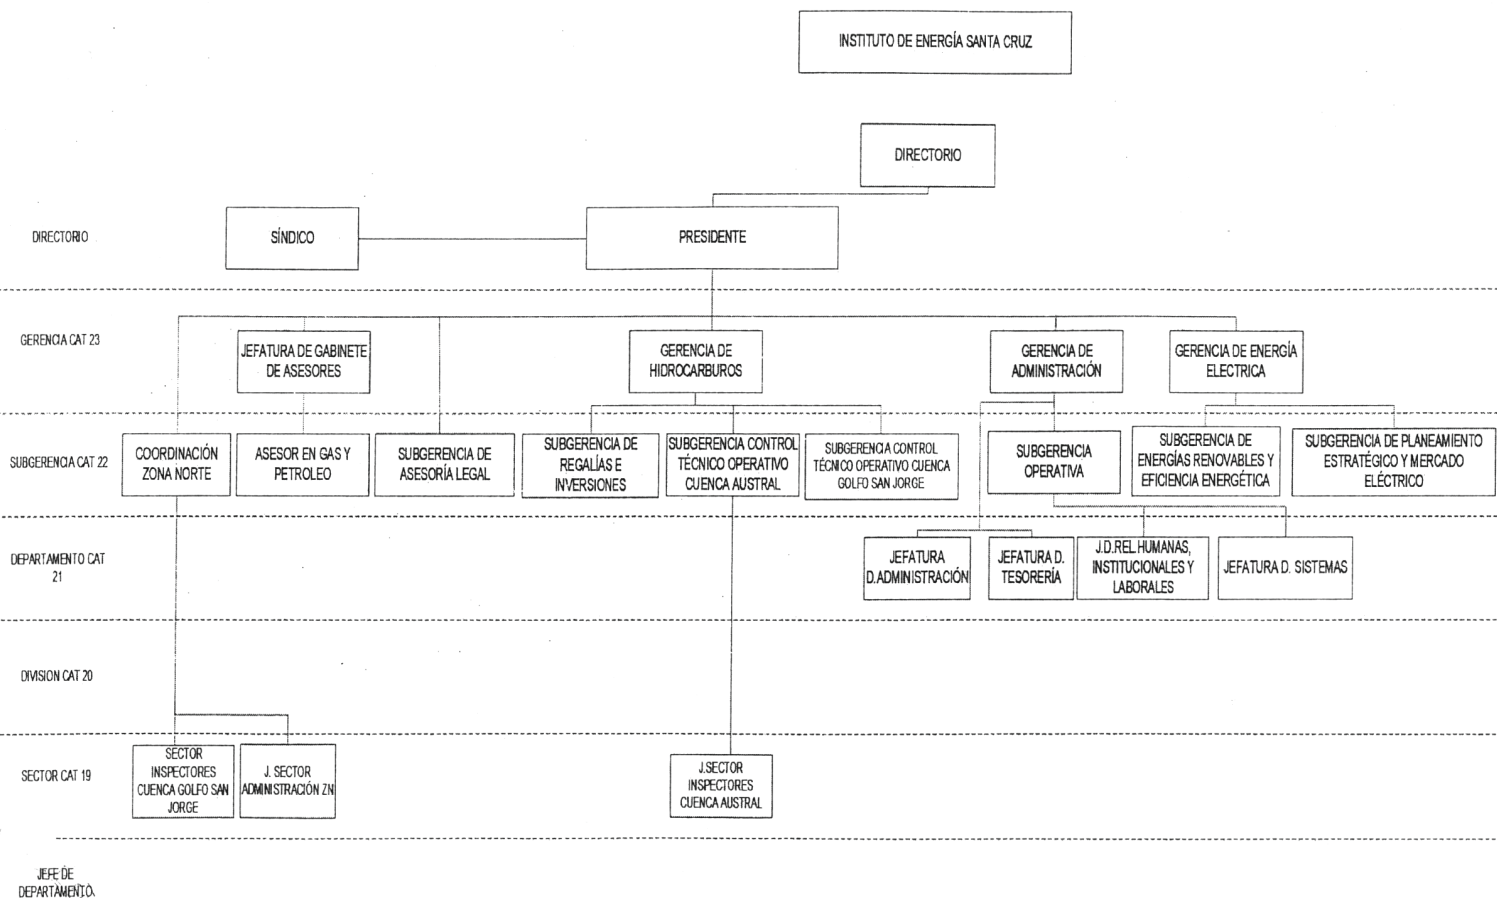 INSTITUTO DE ENERGÍA SANTA CRUZ
DIRECTORIO
DIRECTORIO
SÍNDICO
PRESIDENTE
GERENCIA CAT 23
JEFATURA DE GABINETE
DE ASESORES
GERENCIA DE
HIDROCARBUROS
GERENCIA DE
ADMINISTRACIÓN
GERENCIA DE ENERGÍA
ELECTRICA
SUBGERENCIA CAT 22
COORDINACIÓN
ZONA NORTE
ASESOR EN GAS Y
PETROLEO
SUBGERENCIA DE
ASESORÍA LEGAL
SUBGERENCIA DE
REGALÍAS E
INVERSIONES
SUBGERENCIA CONTROL
TÉCNICO OPERATIVO
CUENCA AUSTRAL
SUBGERENCIA CONTROL
TÉCNICO OPERATIVO CUENCA
GOLFO SAN JORGE
SUBGERENCIA
OPERATIVA
SUBGERENCIA DE
ENERGÍAS RENOVABLES Y
EFICIENCIA ENERGÉTICA
SUBGERENCIA DE PLANEAMIENTO
ESTRATÉGICO Y MERCADO
ELÉCTRICO
DEPARTAMENTO CAT
21
JEFATURA
D.ADMINISTRACIÓN
JEFATURA D.
TESORERÍA
J.D.REL.HUMANAS,
INSTITUCIONALES Y
LABORALES
JEFATURA D. SISTEMAS
DIVISION CAT 20
SECTOR CAT 19
SECTOR
INSPECTORES
CUENCA GOLFO SAN
JORGE
J. SECTOR
ADMINISTRACIÓN ZN
J.SECTOR
INSPECTORES
CUENCA AUSTRAL
JEFE DE
DEPARTAMENTO.